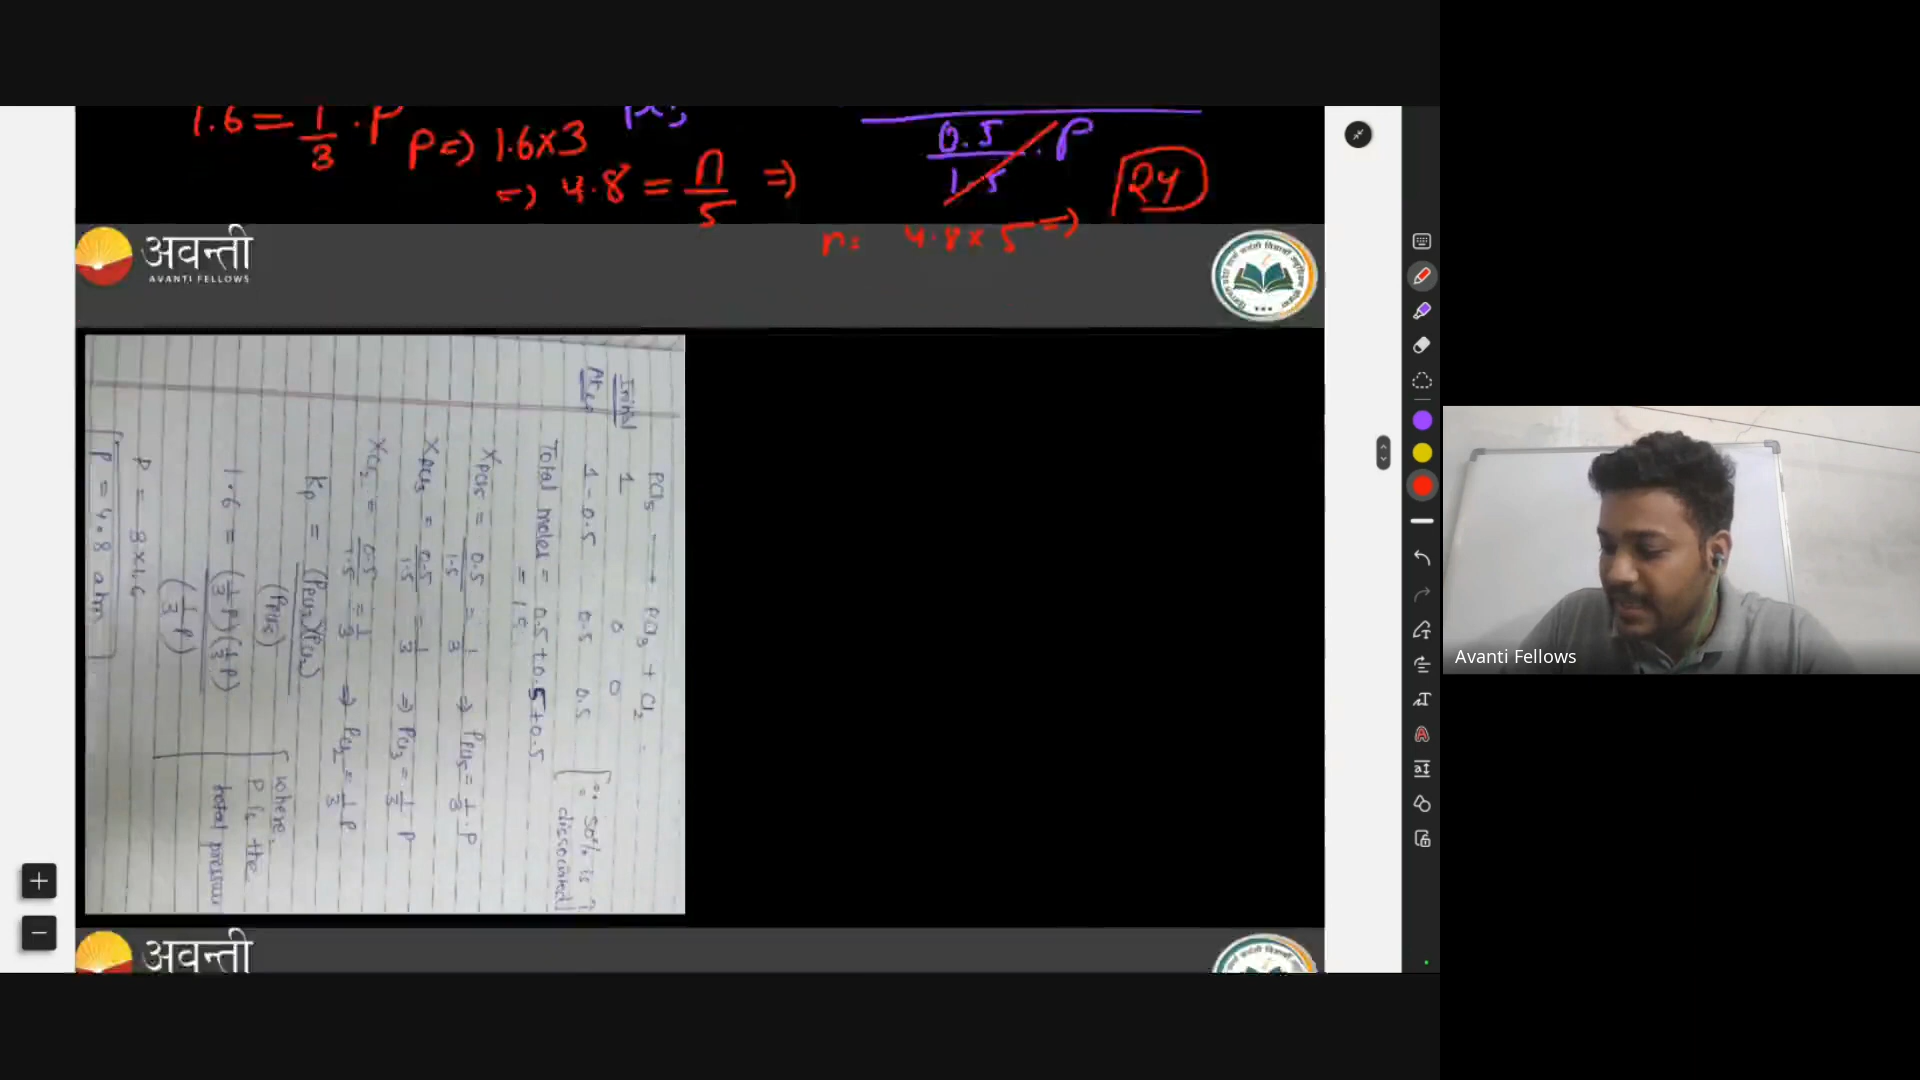 1.6 = 1/3 · P
P => 1.6×3
=> 4.8 = n/5 =>
0.5/1.5 . P
24
n= 4.8×5 =>
अवन्ती
AVANTI FELLOWS
PCl5 → PCl3 + Cl2
Initial 1 0 0
1-0.5 0.5 0.5 [∵ 50% is dissociated]
Total moles = 0.5+0.5+0.5
= 1.5
XPCl5 = 0.5/1.5 = 1/3 ⇒ PPCl5 = 1/3 · P
XPCl3 = 0.5/1.5 = 1/3 ⇒ PCl3 = 1/3 P
XCl2 = 0.5/1.5 = 1/3 ⇒ PCl2 = 1/3 P
Kp = (PPCl3)(PCl2)/(PPCl5)
where P is the total pressure
1.6 = (1/3 P)(1/3 P)/(1/3 P)
P = 3×1.6
P = 4.8 atm
अवन्ती
Avanti Fellows